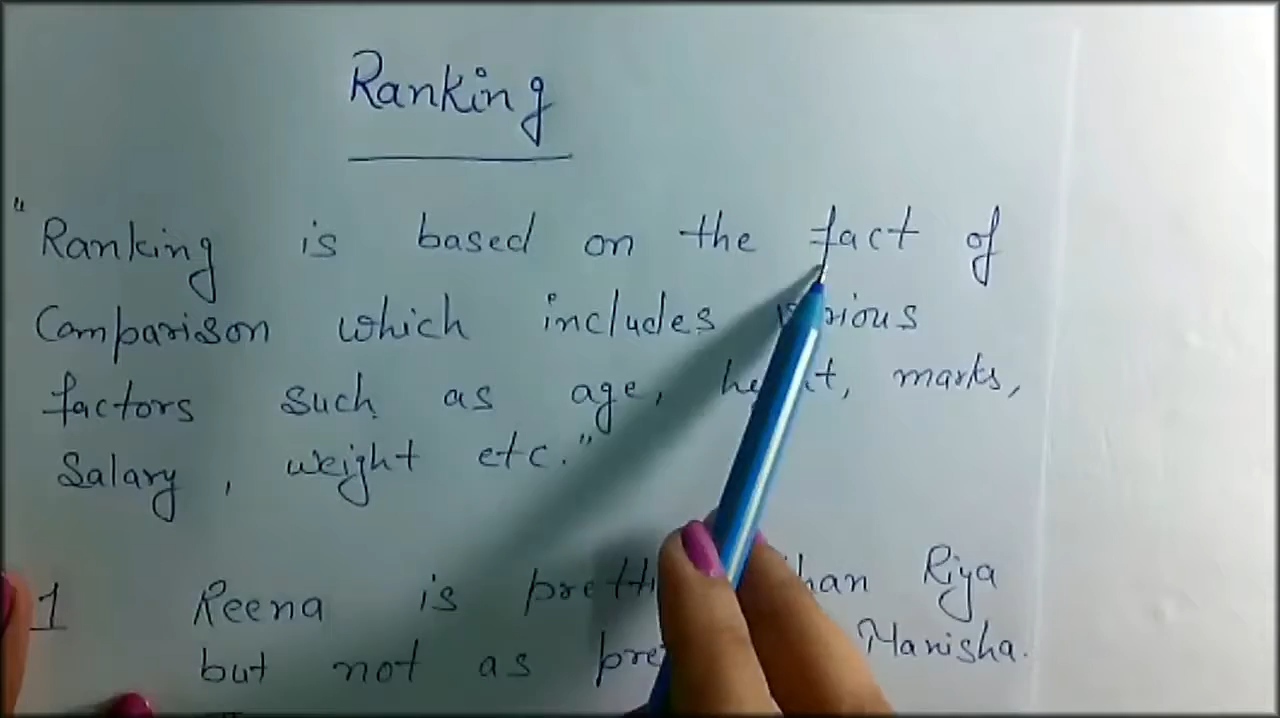 Ranking
"Ranking is based on the fact of
Comparison which includes
factors such as age, marks,
Salary, weight etc."
1 Reena is than Riya
but not as Manisha.